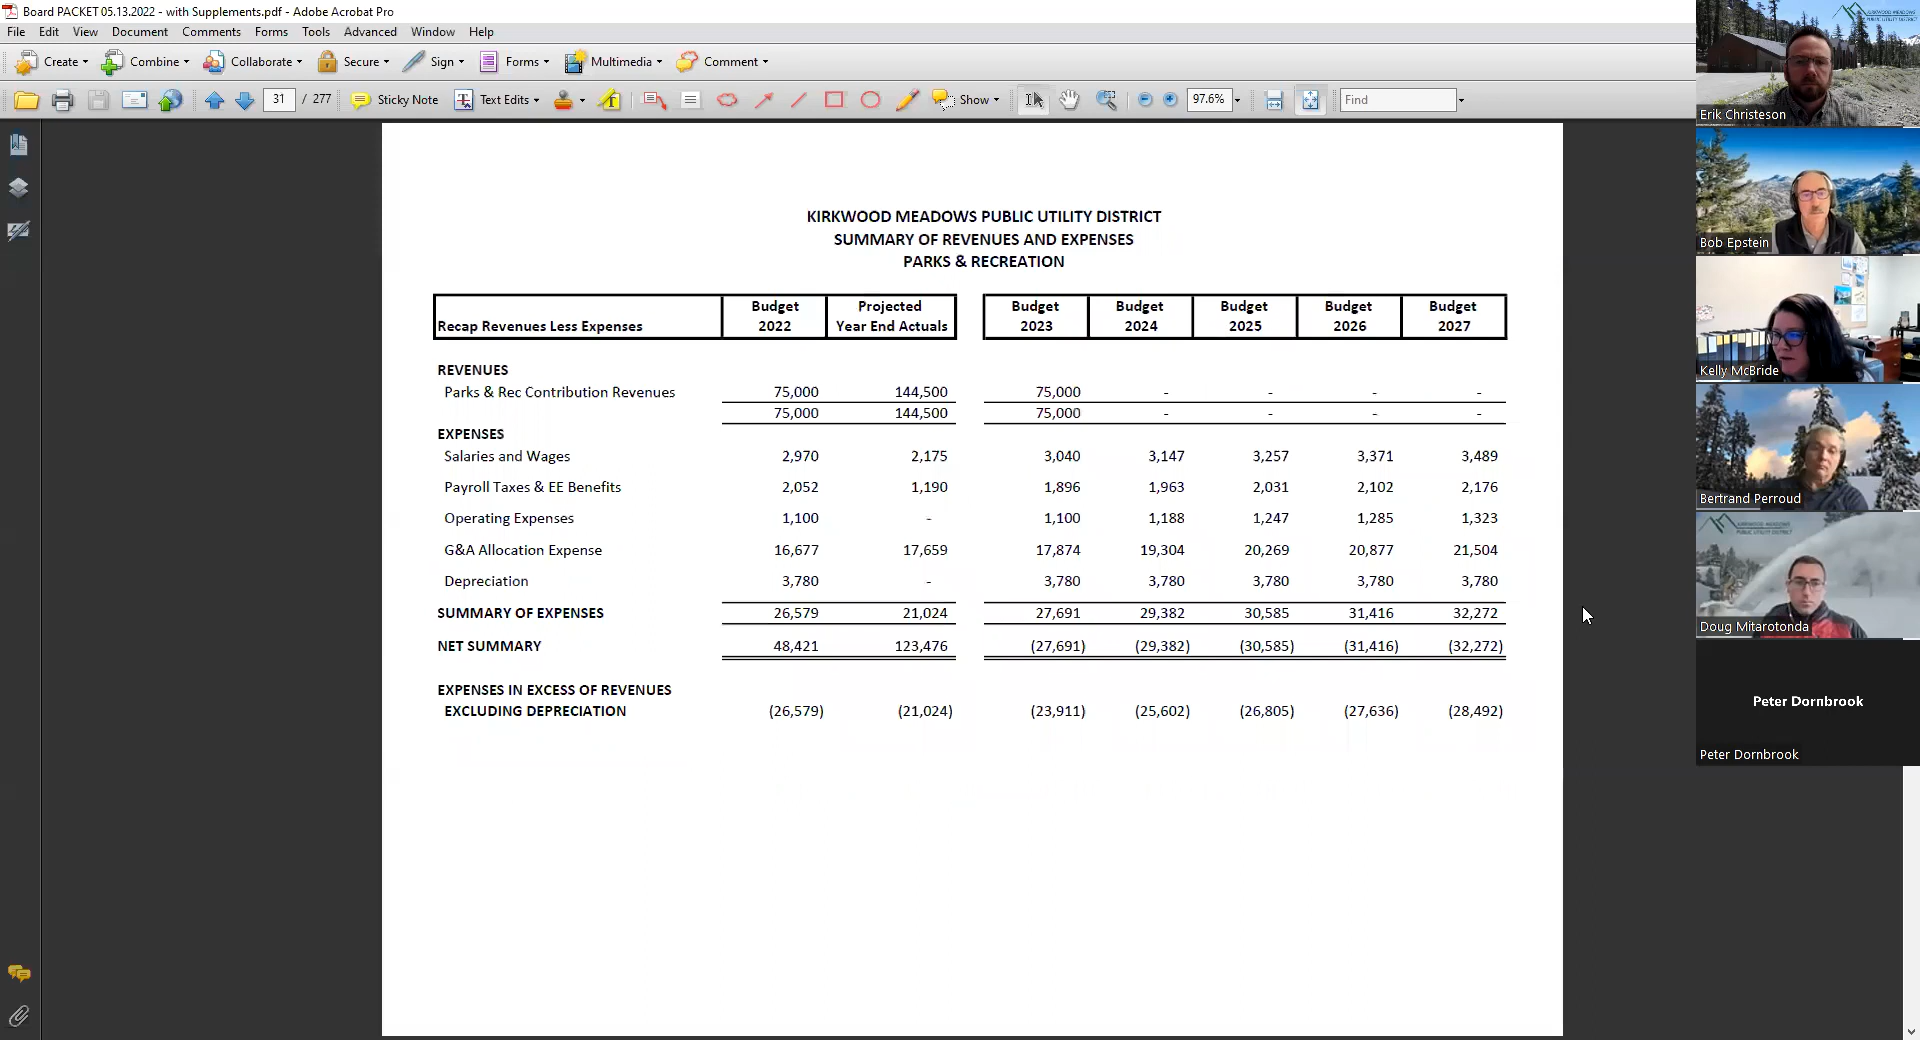 Board PACKET 05.13.2022 - with Supplements.pdf - Adobe Acrobat Pro
File Edit View Document Comments Forms Tools Advanced Window Help
Create Combine Collaborate Secure Sign Forms Multimedia Comment
31 / 277 Sticky Note Text Edits Show 97.6% Find
KIRKWOOD MEADOWS PUBLIC UTILITY DISTRICT
SUMMARY OF REVENUES AND EXPENSES
PARKS & RECREATION
Budget Projected Budget Budget Budget Budget Budget
Recap Revenues Less Expenses 2022 Year End Actuals 2023 2024 2025 2026 2027
REVENUES
Parks & Rec Contribution Revenues 75,000 144,500 75,000 - - - -
75,000 144,500 75,000 - - - -
EXPENSES
Salaries and Wages 2,970 2,175 3,040 3,147 3,257 3,371 3,489
Payroll Taxes & EE Benefits 2,052 1,190 1,896 1,963 2,031 2,102 2,176
Operating Expenses 1,100 - 1,100 1,188 1,247 1,285 1,323
G&A Allocation Expense 16,677 17,659 17,874 19,304 20,269 20,877 21,504
Depreciation 3,780 - 3,780 3,780 3,780 3,780 3,780
SUMMARY OF EXPENSES 26,579 21,024 27,691 29,382 30,585 31,416 32,272
NET SUMMARY 48,421 123,476 (27,691) (29,382) (30,585) (31,416) (32,272)
EXPENSES IN EXCESS OF REVENUES
EXCLUDING DEPRECIATION (26,579) (21,024) (23,911) (25,602) (26,805) (27,636) (28,492)
KIRKWOOD MEADOWS
PUBLIC UTILITY DISTRICT
Erik Christeson
Bob Epstein
Kelly McBride
Bertrand Perroud
KIRKWOOD MEADOWS
PUBLIC UTILITY DISTRICT
Doug Mitarotonda
Peter Dornbrook
Peter Dornbrook